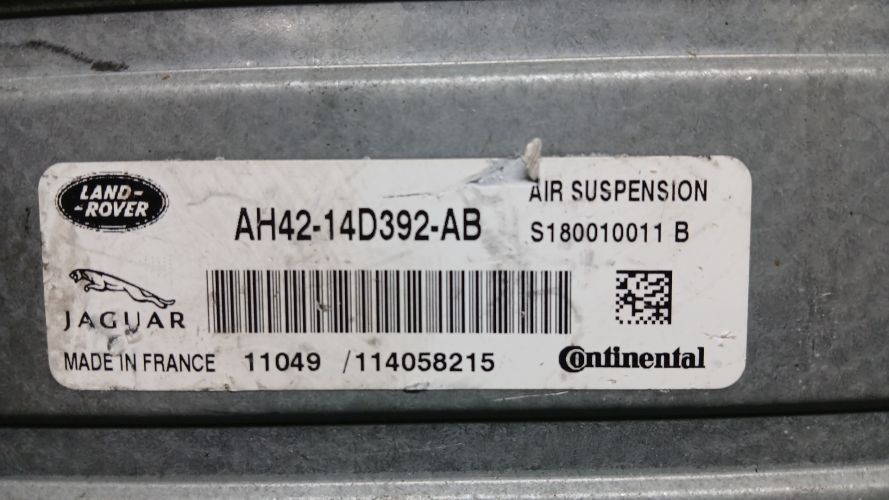 LAND-
ROVER
AH42-14D392-AB
AIR SUSPENSION
S180010011 B
JAGUAR
MADE IN FRANCE
11049 /114058215
Continental